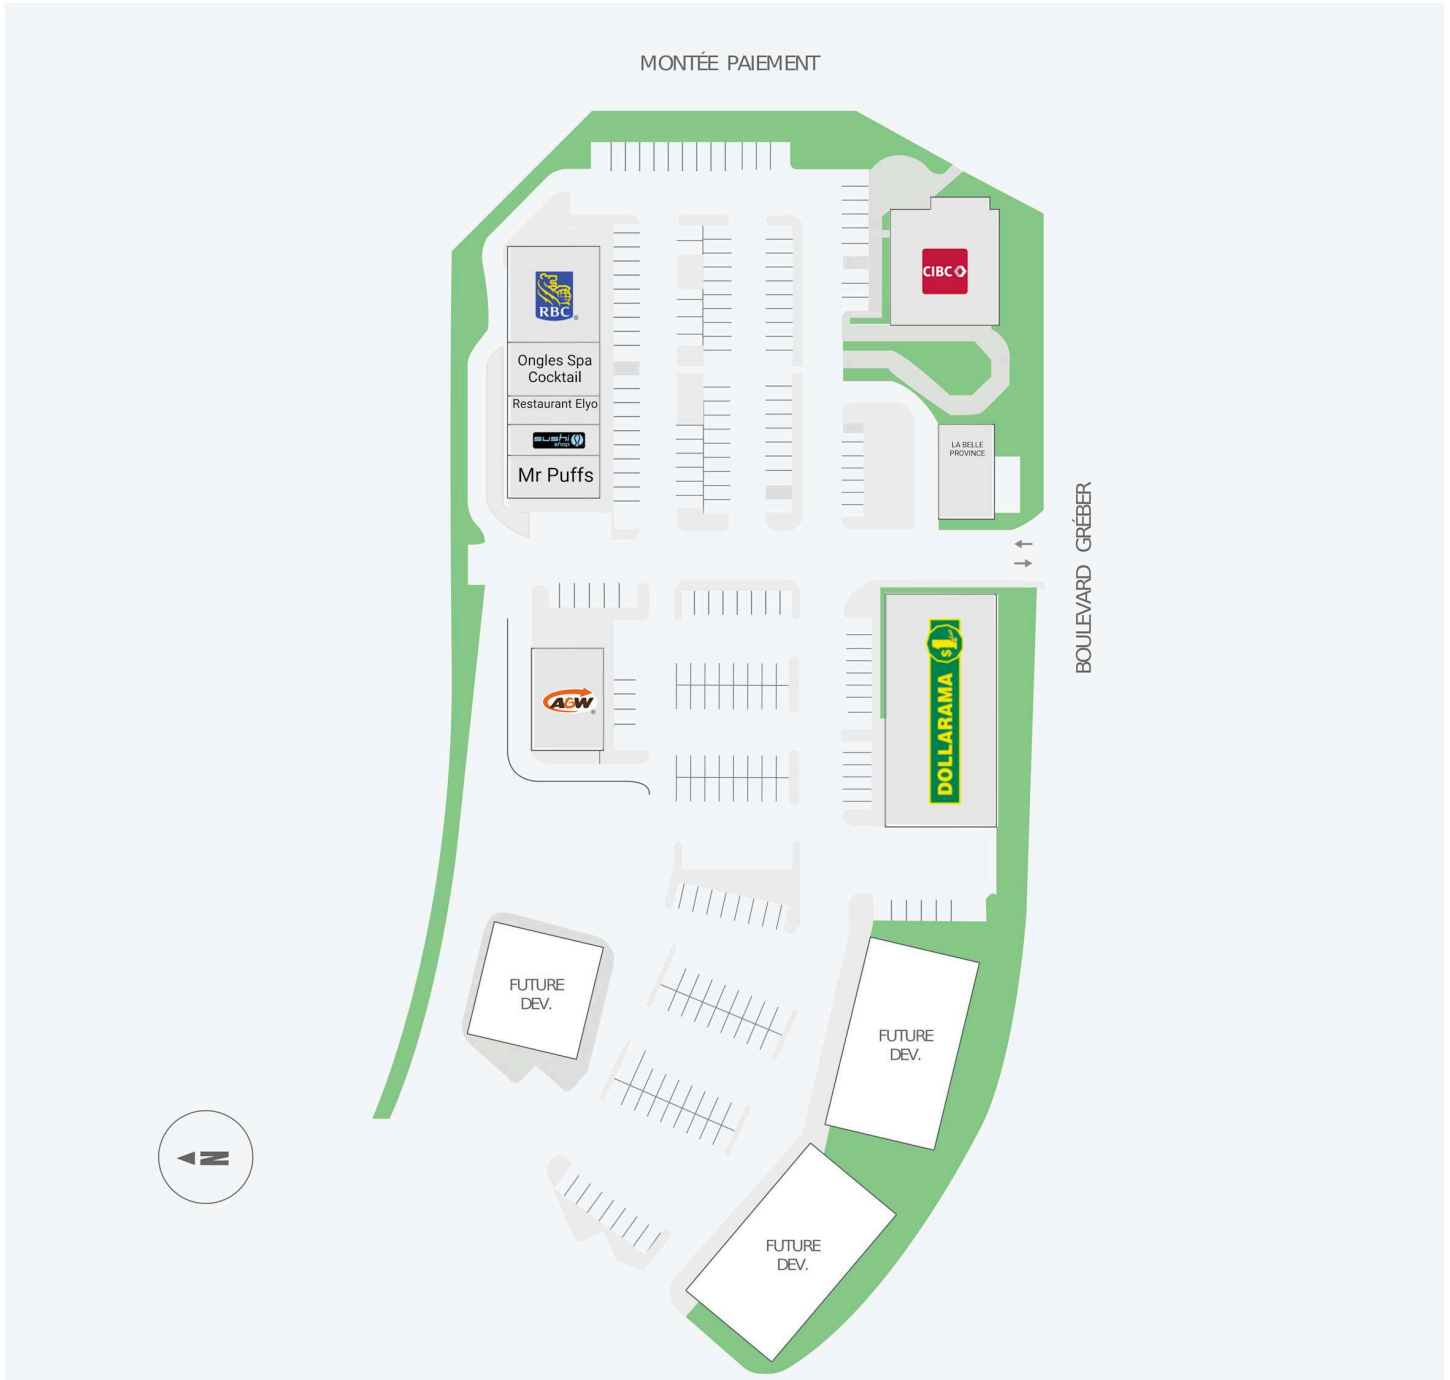 MONTÉE PAIEMENT
CIBC
RBC
Ongles Spa
Cocktail
Restaurant Elyo
sushi
shop
Mr Puffs
LA BELLE
PROVINCE
BOULEVARD GRÉBER
A&W
DOLLARAMA $1
FUTURE
DEV.
FUTURE
DEV.
FUTURE
DEV.
N